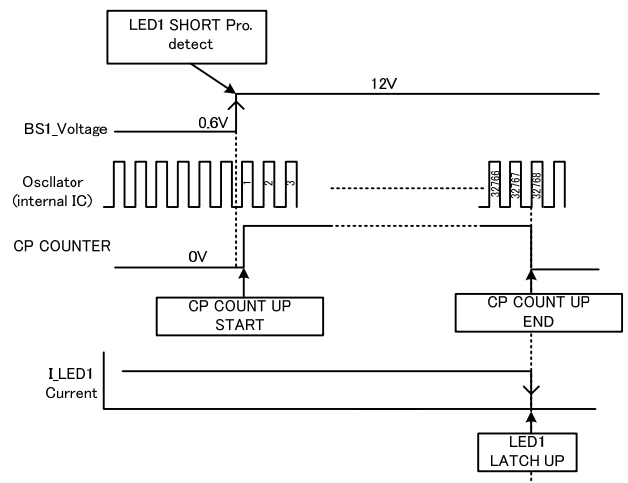 LED1 SHORT Pro.
detect
12V
BS1_Voltage
0.6V
Oscllator
(internal IC)
1
2
3
32766
32767
32768
CP COUNTER
0V
CP COUNT UP
START
CP COUNT UP
END
I_LED1
Current
LED1
LATCH UP